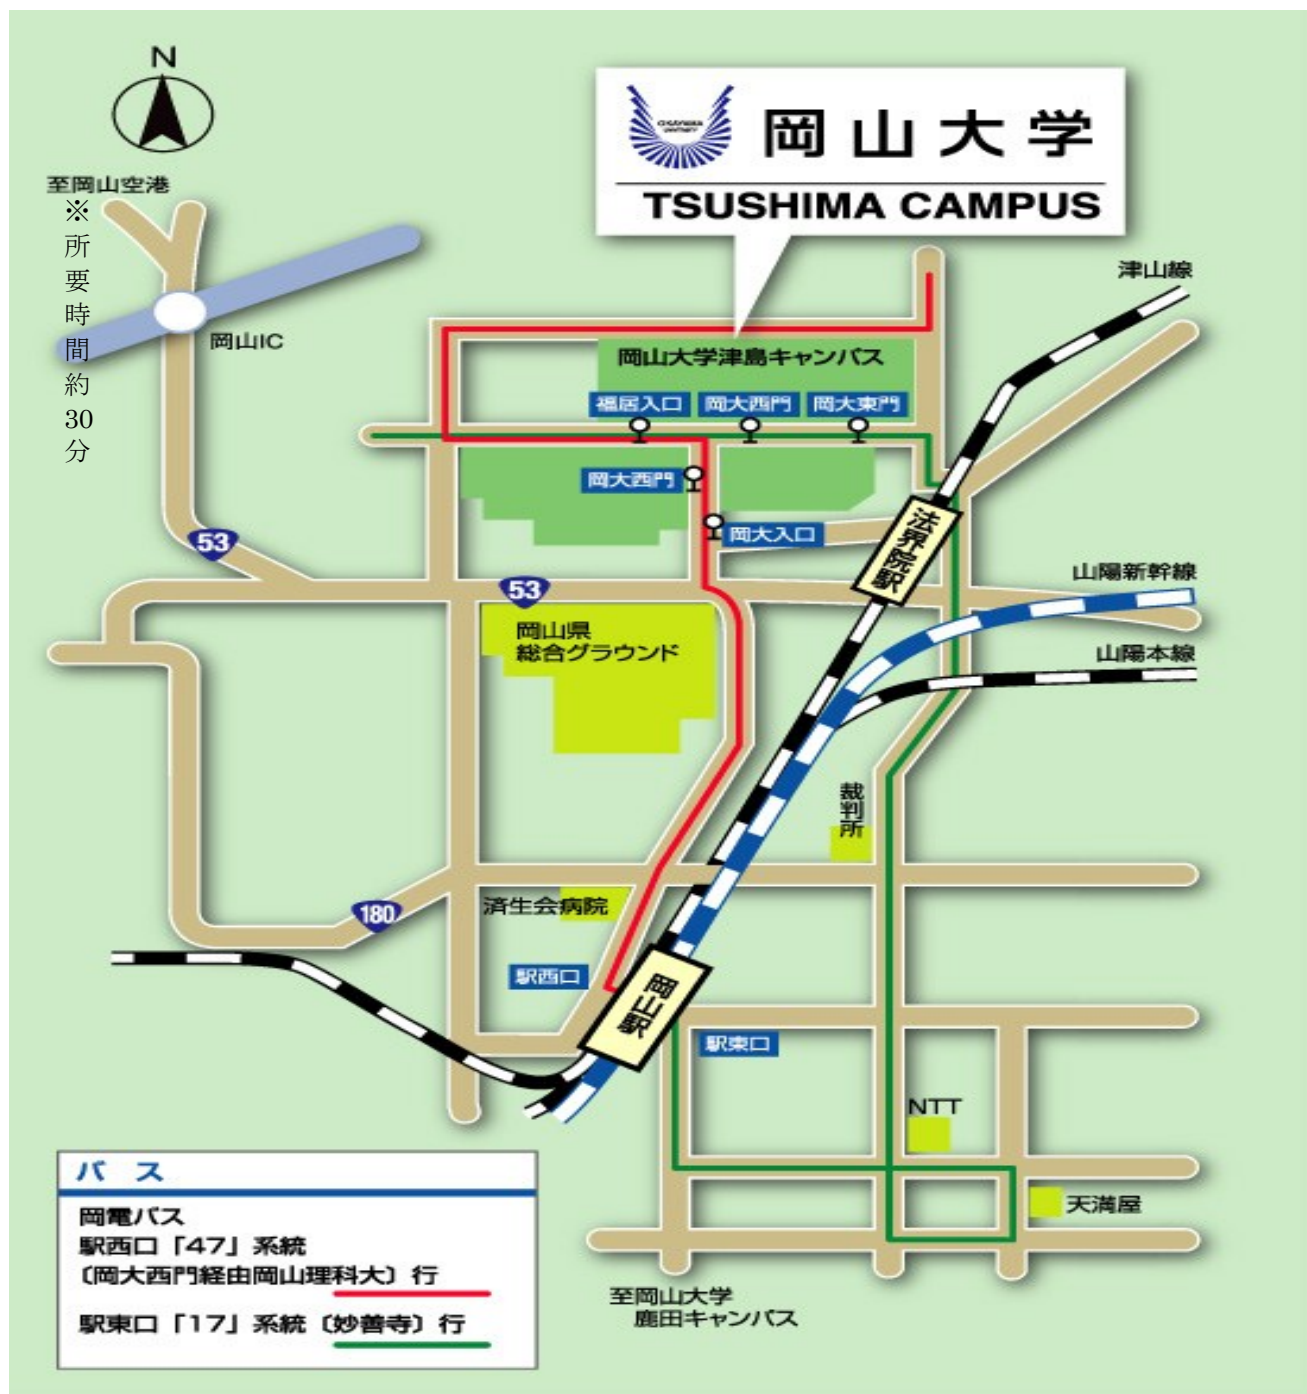 N
OKAYAMA
UNIVERSITY
岡山大学
TSUSHIMA CAMPUS
至岡山空港
※所要時間約30分
津山線
岡山IC
岡山大学津島キャンパス
福居入口
岡大西門
岡大東門
岡大西門
岡大入口
法界院駅
53
53
山陽新幹線
岡山県
総合グラウンド
山陽本線
裁判所
180
済生会病院
駅西口
岡山駅
駅東口
NTT
天満屋
バス
岡電バス
駅西口「47」系統
〔岡大西門経由岡山理科大〕行
駅東口「17」系統〔妙善寺〕行
至岡山大学
鹿田キャンパス